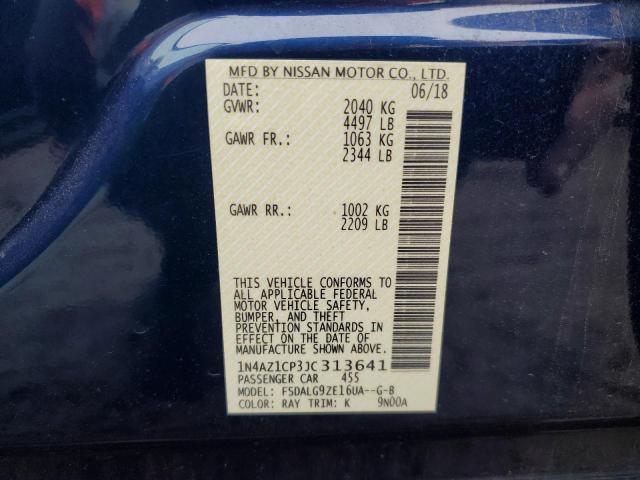 MFD BY NISSAN MOTOR CO., LTD.
DATE: 06/18
GVWR: 2040 KG
4497 LB
GAWR FR.: 1063 KG
2344 LB
GAWR RR.: 1002 KG
2209 LB
THIS VEHICLE CONFORMS TO
ALL APPLICABLE FEDERAL
MOTOR VEHICLE SAFETY,
BUMPER, AND THEFT
PREVENTION STANDARDS IN
EFFECT ON THE DATE OF
MANUFACTURE SHOWN ABOVE.
1N4AZ1CP3JC313641
PASSENGER CAR 455
MODEL: FSDALG9ZE16UA--G-B
COLOR: RAY TRIM: K 9N00A